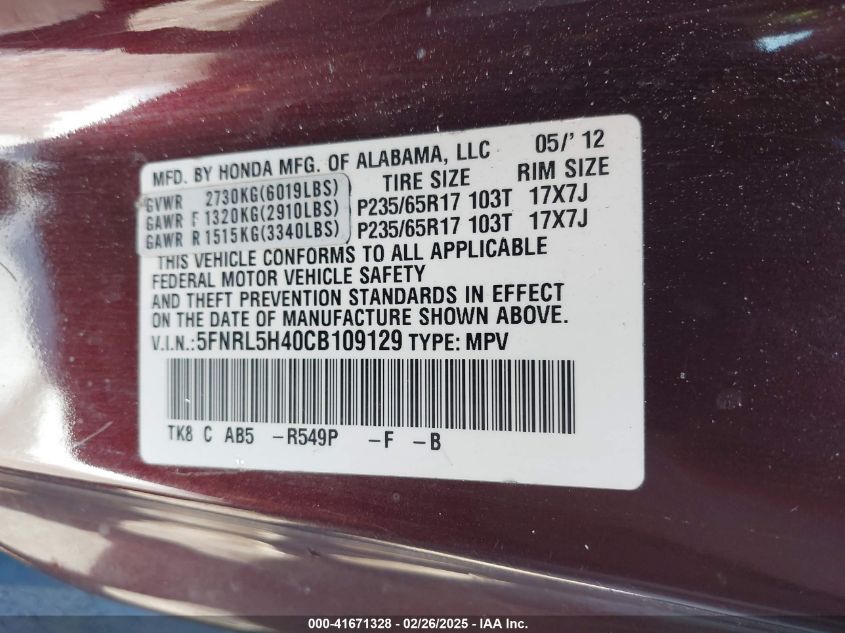 MFD. BY HONDA MFG. OF ALABAMA, LLC 05/' 12
GVWR 2730KG(6019LBS) TIRE SIZE RIM SIZE
GAWR F 1320KG(2910LBS) P235/65R17 103T 17X7J
GAWR R 1515KG(3340LBS) P235/65R17 103T 17X7J
THIS VEHICLE CONFORMS TO ALL APPLICABLE
FEDERAL MOTOR VEHICLE SAFETY
AND THEFT PREVENTION STANDARDS IN EFFECT
ON THE DATE OF MANUFACTURE SHOWN ABOVE.
V.I.N.:5FNRL5H40CB109129 TYPE: MPV
TK8 C AB5 -R549P -F -B
000-41671328 - 02/26/2025 - IAA Inc.